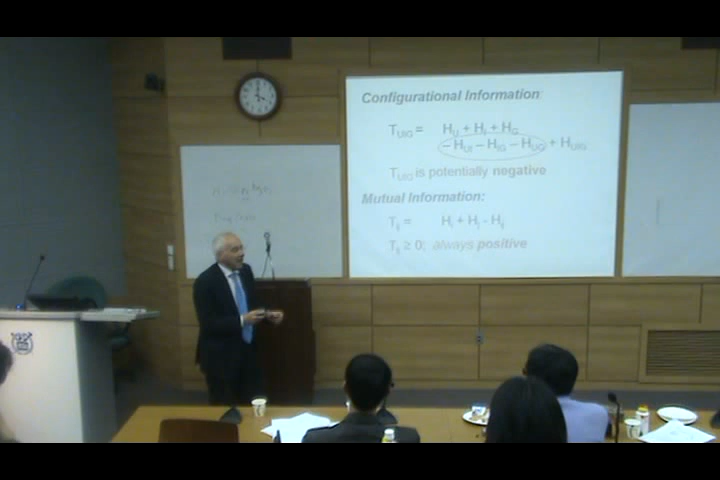 Configurational Information:
T_UIG = H_U + H_I + H_G
– H_UI – H_IG – H_UG + H_UIG
T_UIG is potentially negative
Mutual Information:
T_ij = H_i + H_j - H_ij
T_ij ≥ 0; always positive